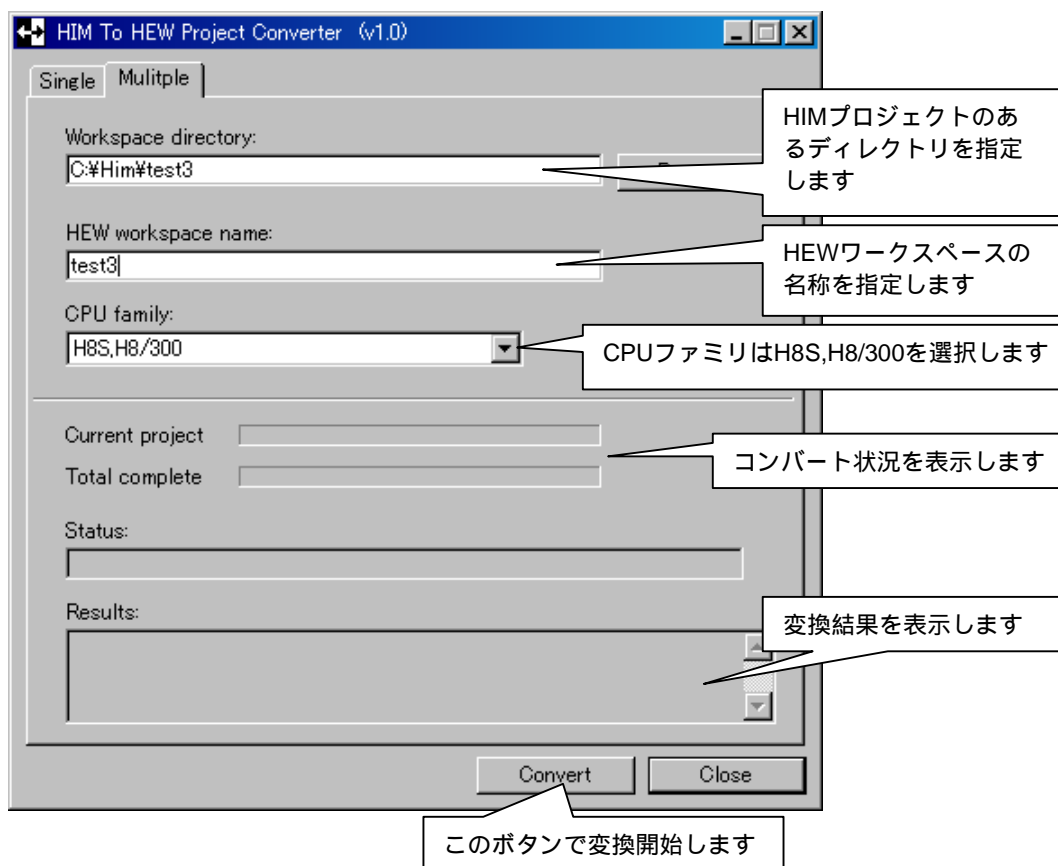 HIM To HEW Project Converter (v1.0)
Single Mulitple
Workspace directory:
C:¥Him¥test3
HIMプロジェクトのあ
るディレクトリを指定
します
HEW workspace name:
test3
HEWワークスペースの
名称を指定します
CPU family:
H8S,H8/300
CPUファミリはH8S,H8/300を選択します
Current project
Total complete
コンバート状況を表示します
Status:
Results:
変換結果を表示します
Convert Close
このボタンで変換開始します